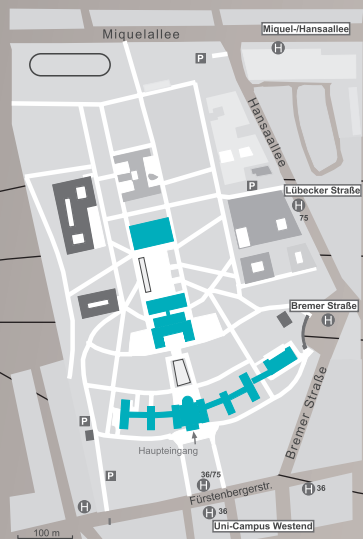 Miquelallee
Miquel-/Hansaallee
H
P
Hansaallee
P
Lübecker Straße
H
75
Bremer Straße
H
Bremer Straße
P
Haupteingang
P
36/75
H
Fürstenbergerstr.
H
36
H
H
36
Uni-Campus Westend
100 m